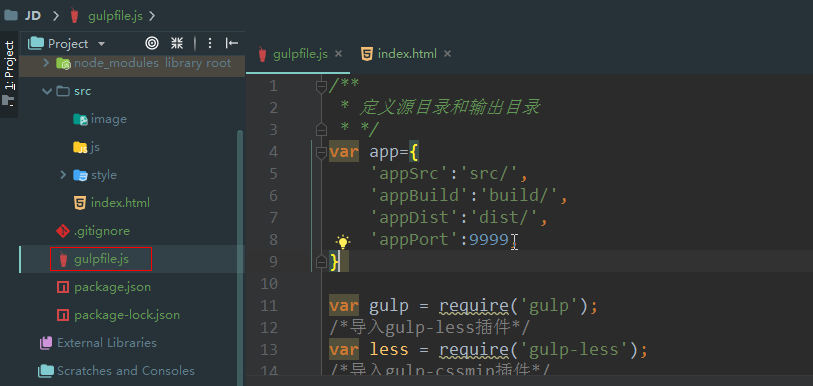 JD gulpfile.js
1: Project
Project
node_modules library root
src
image
js
style
index.html
.gitignore
gulpfile.js
package.json
package-lock.json
External Libraries
Scratches and Consoles
gulpfile.js index.html
1 /**
2 * 定义源目录和输出目录
3 * */
4 var app={
5 'appSrc':'src/',
6 'appBuild':'build/',
7 'appDist':'dist/',
8 'appPort':9999,
9 }
10
11 var gulp = require('gulp');
12 /*导入gulp-less插件*/
13 var less = require('gulp-less');
14 /*导入gulp-cssmin插件*/